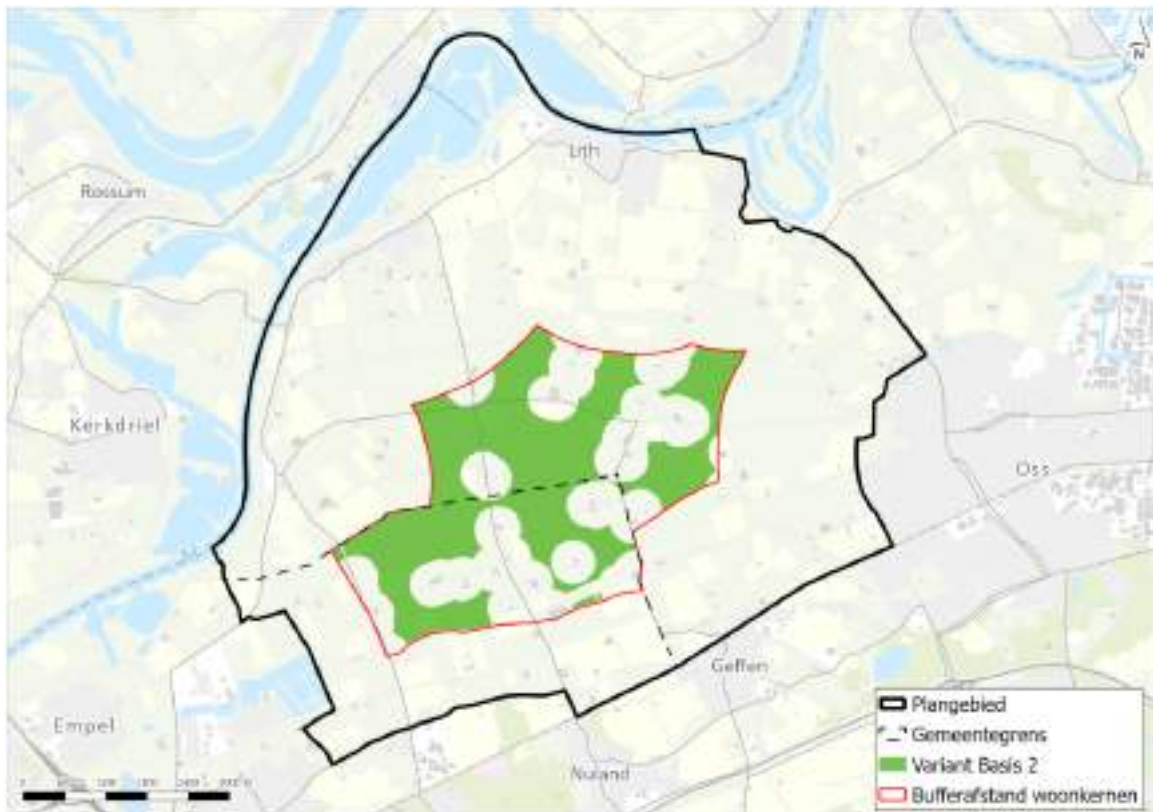 N
Lith
Rossum
Kerkdriel
Oss
Geffen
Empel
Nuland
Plangebied
Gemeentegrens
Variant Basis 2
Bufferafstand woonkernen